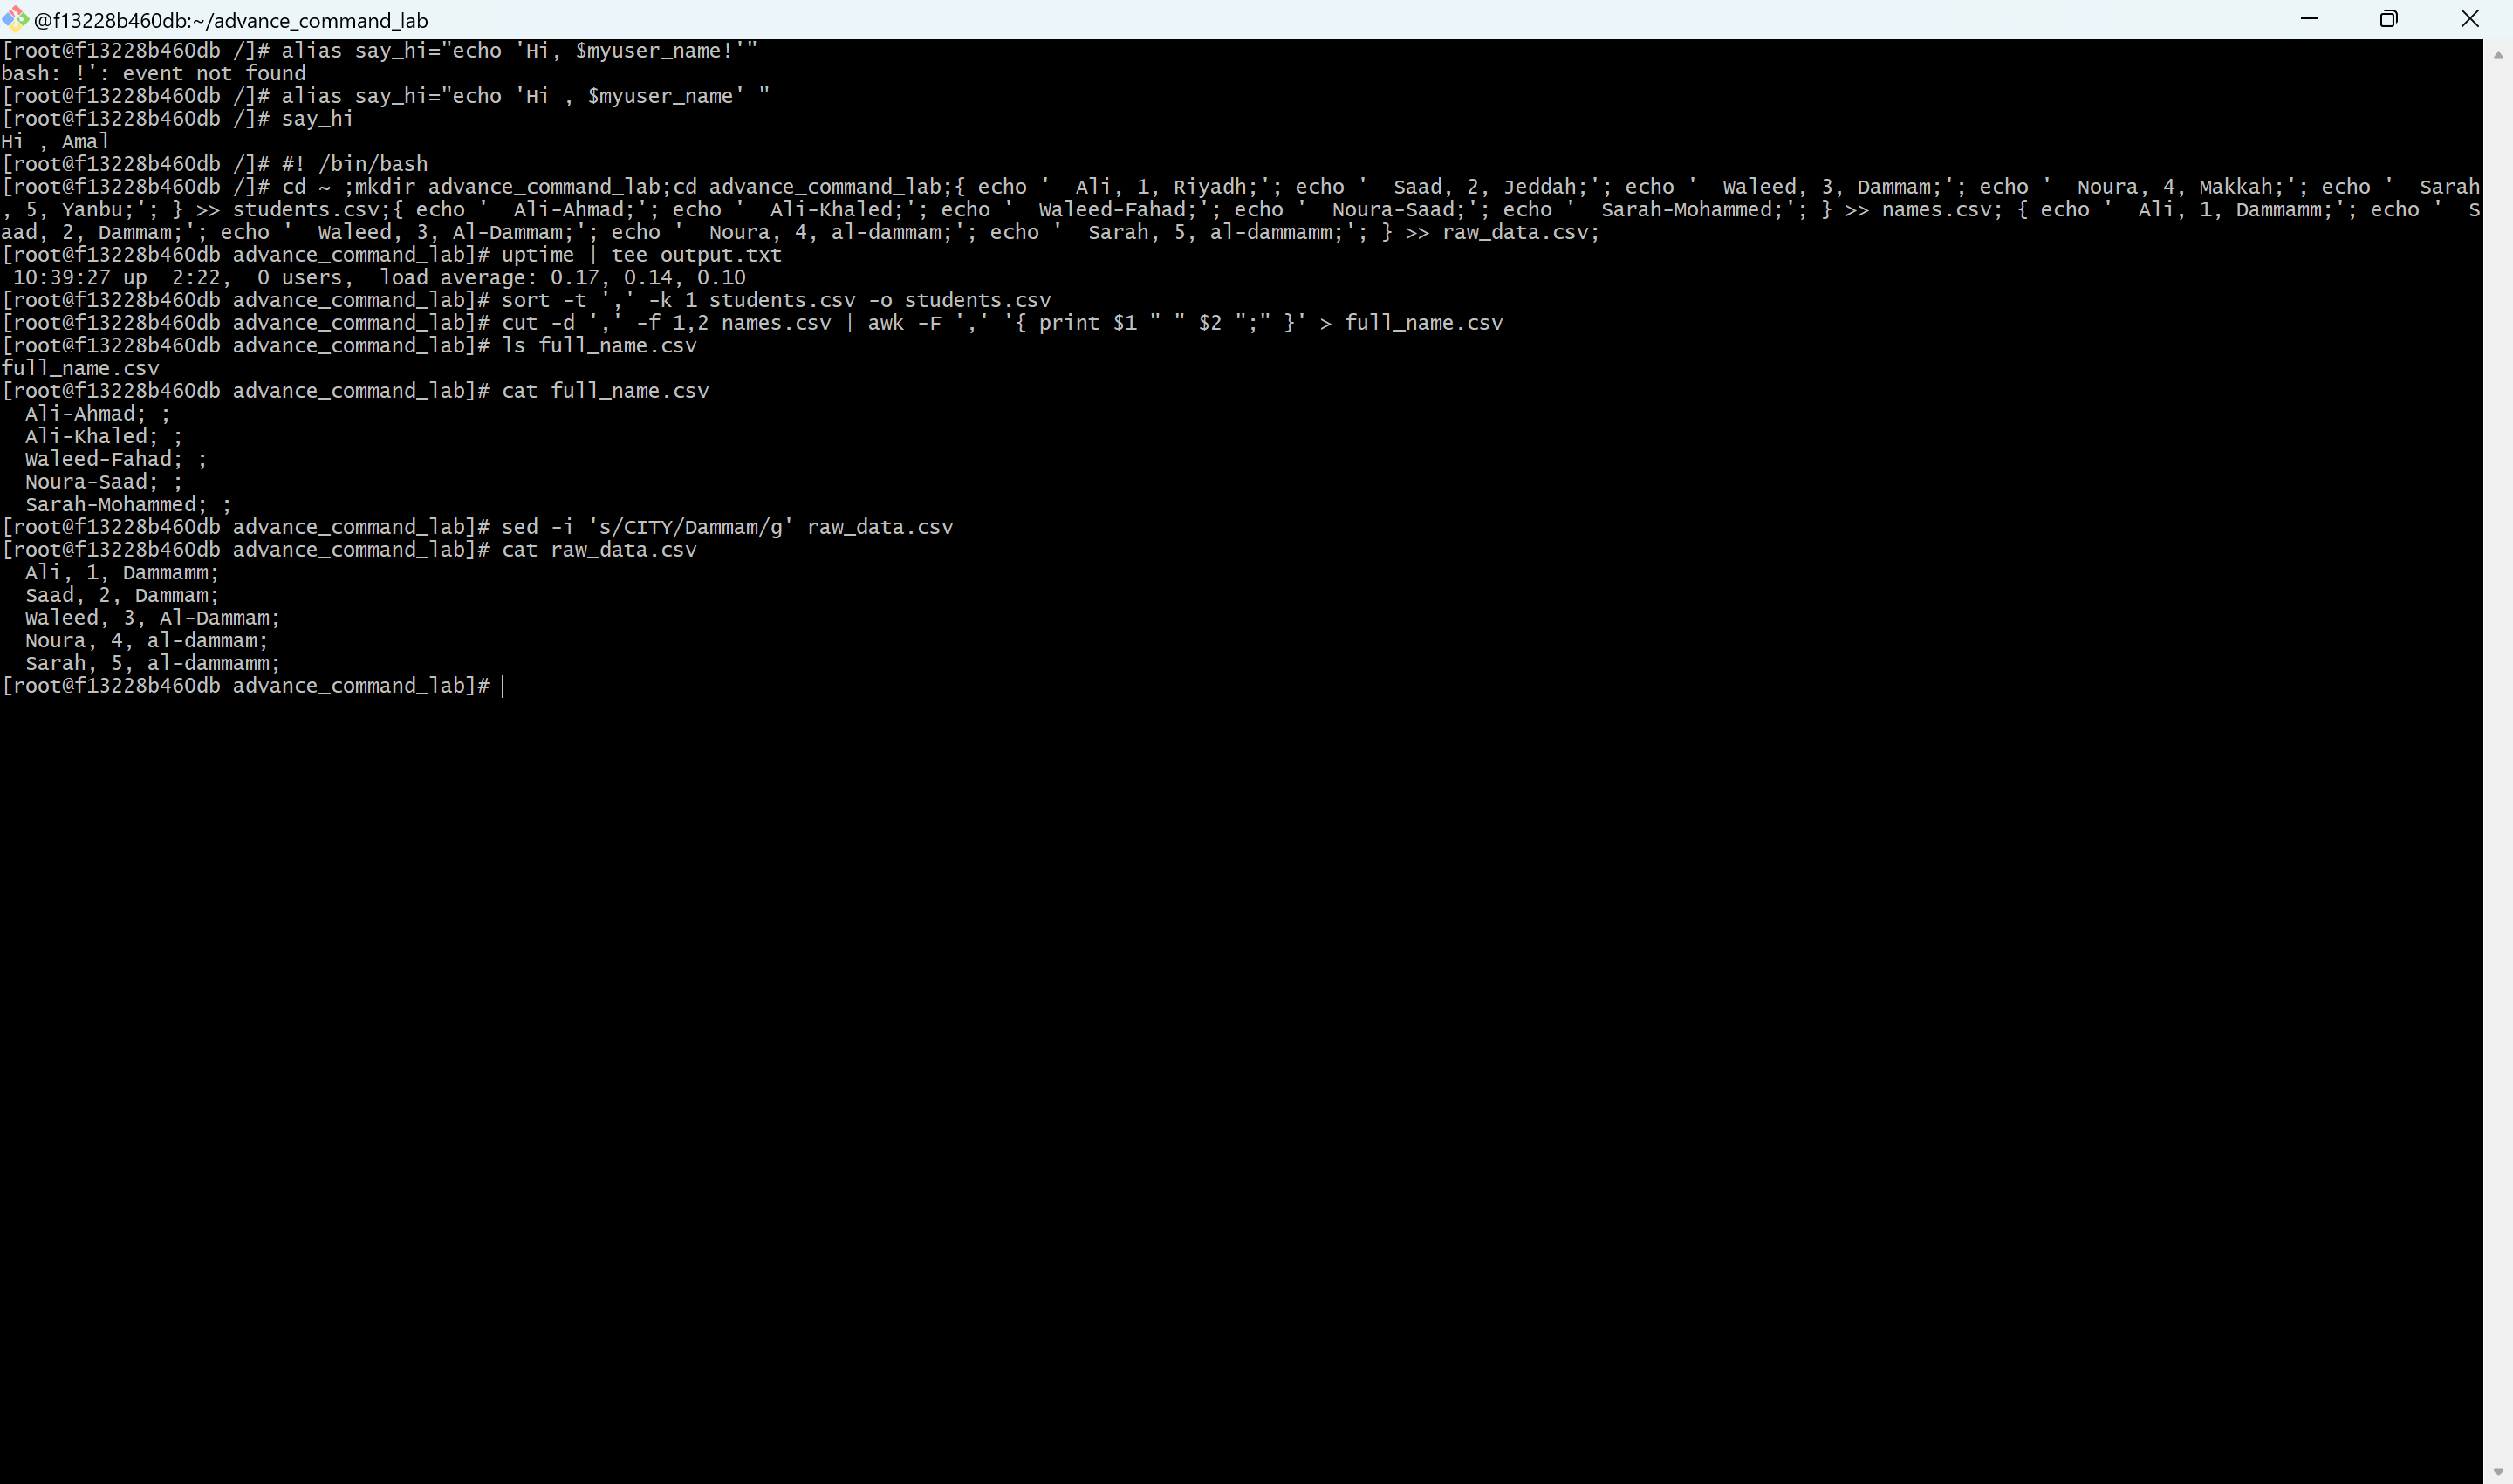 @f13228b460db:~/advance_command_lab
[root@f13228b460db /]# alias say_hi="echo 'Hi, $myuser_name!'"
bash: !': event not found
[root@f13228b460db /]# alias say_hi="echo 'Hi , $myuser_name' "
[root@f13228b460db /]# say_hi
Hi , Amal
[root@f13228b460db /]# #! /bin/bash
[root@f13228b460db /]# cd ~ ;mkdir advance_command_lab;cd advance_command_lab;{ echo '  Ali, 1, Riyadh;'; echo '  Saad, 2, Jeddah;'; echo '  Waleed, 3, Dammam;'; echo '  Noura, 4, Makkah;'; echo '  Sarah
, 5, Yanbu;'; } >> students.csv;{ echo '  Ali-Ahmad;'; echo '  Ali-Khaled;'; echo '  Waleed-Fahad;'; echo '  Noura-Saad;'; echo '  Sarah-Mohammed;'; } >> names.csv; { echo '  Ali, 1, Dammamm;'; echo '  S
aad, 2, Dammam;'; echo '  Waleed, 3, Al-Dammam;'; echo '  Noura, 4, al-dammam;'; echo '  Sarah, 5, al-dammamm;'; } >> raw_data.csv;
[root@f13228b460db advance_command_lab]# uptime | tee output.txt
 10:39:27 up  2:22,  0 users,  load average: 0.17, 0.14, 0.10
[root@f13228b460db advance_command_lab]# sort -t ',' -k 1 students.csv -o students.csv
[root@f13228b460db advance_command_lab]# cut -d ',' -f 1,2 names.csv | awk -F ',' '{ print $1 " " $2 ";" }' > full_name.csv
[root@f13228b460db advance_command_lab]# ls full_name.csv
full_name.csv
[root@f13228b460db advance_command_lab]# cat full_name.csv
  Ali-Ahmad; ;
  Ali-Khaled; ;
  Waleed-Fahad; ;
  Noura-Saad; ;
  Sarah-Mohammed; ;
[root@f13228b460db advance_command_lab]# sed -i 's/CITY/Dammam/g' raw_data.csv
[root@f13228b460db advance_command_lab]# cat raw_data.csv
  Ali, 1, Dammamm;
  Saad, 2, Dammam;
  Waleed, 3, Al-Dammam;
  Noura, 4, al-dammam;
  Sarah, 5, al-dammamm;
[root@f13228b460db advance_command_lab]#